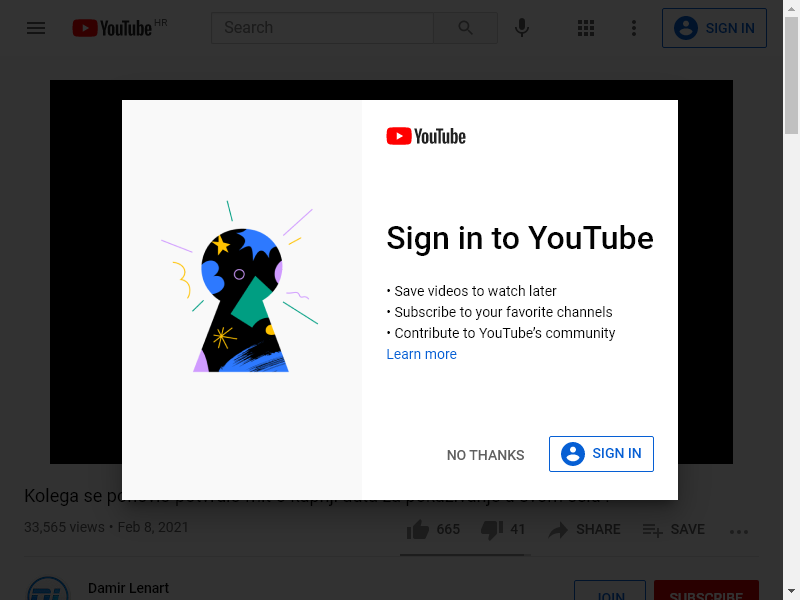 YouTube HR
Search
SIGN IN
YouTube
Sign in to YouTube
• Save videos to watch later
• Subscribe to your favorite channels
• Contribute to YouTube's community
Learn more
NO THANKS
SIGN IN
Kolega se
33,565 views • Feb 8, 2021
665
41
SHARE
SAVE
Damir Lenart
JOIN
SUBSCRIBE